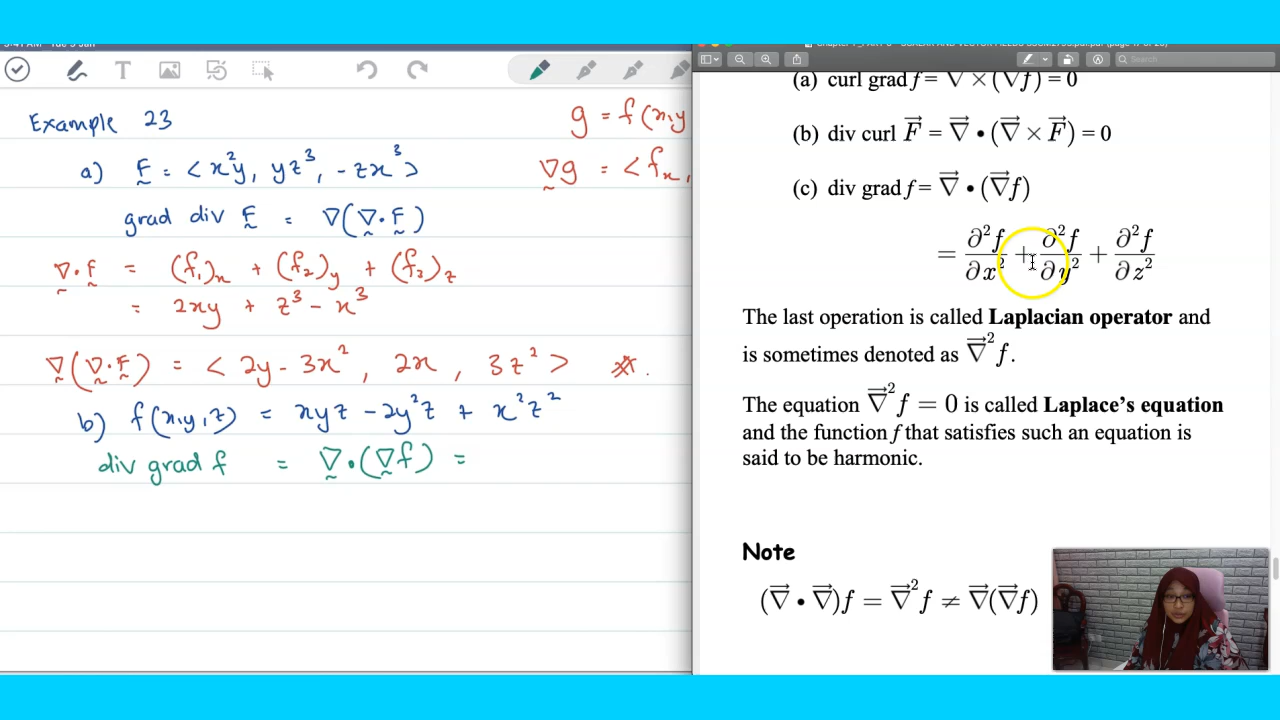 Example 23
a) F̰ = < x²y, yz³, -zx³ >
grad div F̰ = ∇(∇̰·F̰)
∇̰·F̰ = (f₁)ₓ + (f₂)ᵧ + (f₃)_z
= 2xy + z³ - x³
∇̰(∇̰·F̰) = < 2y - 3x², 2x, 3z² >
b) f(x,y,z) = xyz - 2y²z + x²z²
div grad f = ∇̰·(∇̰f) =
g = f(x,y
∇̰g = < fₓ,
Search
(a) curl grad f = ∇ × (∇f) = 0
(b) div curl F⃗ = ∇⃗ • (∇⃗ × F⃗) = 0
(c) div grad f = ∇⃗ • (∇⃗f)
= ∂²f/∂x² + ∂²f/∂y² + ∂²f/∂z²
The last operation is called Laplacian operator and
is sometimes denoted as ∇⃗²f.
The equation ∇⃗²f = 0 is called Laplace’s equation
and the function f that satisfies such an equation is
said to be harmonic.
Note
(∇⃗ • ∇⃗)f = ∇⃗²f ≠ ∇⃗(∇⃗f)